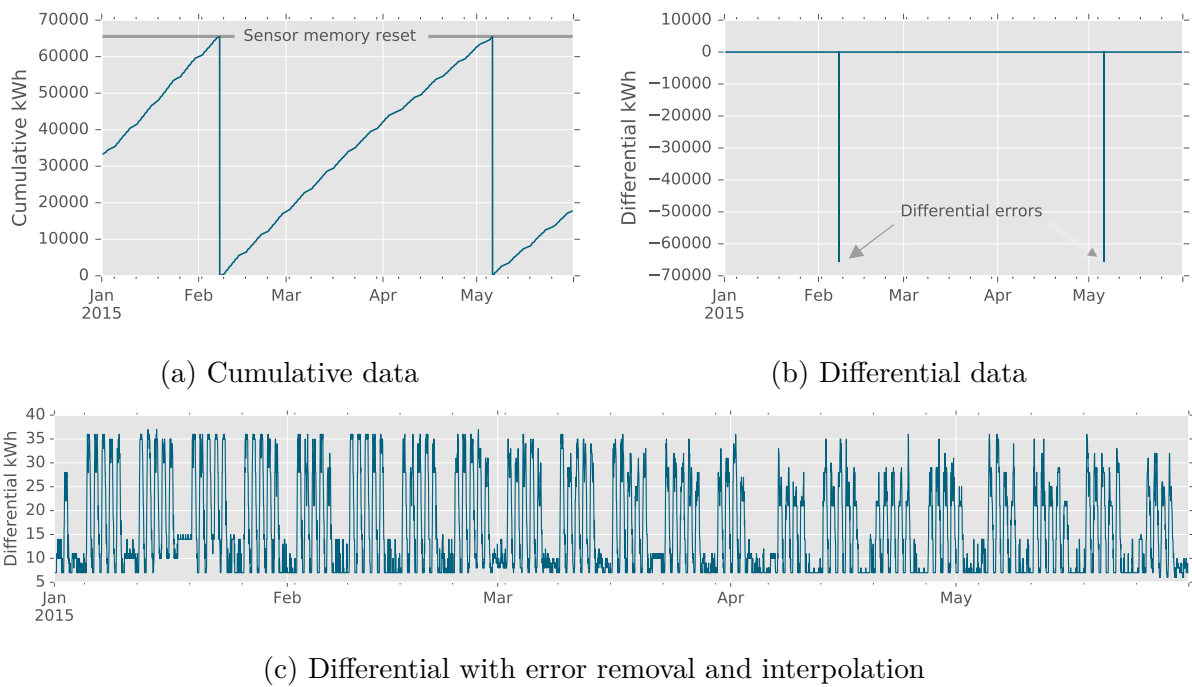 70000
60000
50000
40000
30000
20000
10000
0
Cumulative kWh
Sensor memory reset
Jan
2015
Feb
Mar
Apr
May
(a) Cumulative data
10000
0
−10000
−20000
−30000
−40000
−50000
−60000
−70000
Differential kWh
Differential errors
Jan
2015
Feb
Mar
Apr
May
(b) Differential data
40
35
30
25
20
15
10
5
Differential kWh
Jan
2015
Feb
Mar
Apr
May
(c) Differential with error removal and interpolation